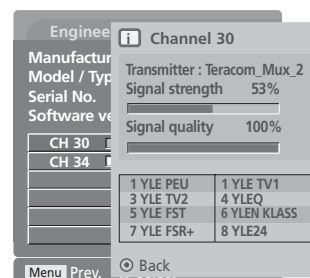 Enginee
Manufactur
Model / Typ
Serial No.
Software ve
CH 30
CH 34
Menu Prev.
i Channel 30
Transmitter : Teracom_Mux_2
Signal strength 53%
Signal quality 100%
1 YLE PEU 1 YLE TV1
3 YLE TV2 4 YLEQ
5 YLE FST 6 YLEN KLASS
7 YLE FSR+ 8 YLE24
Back